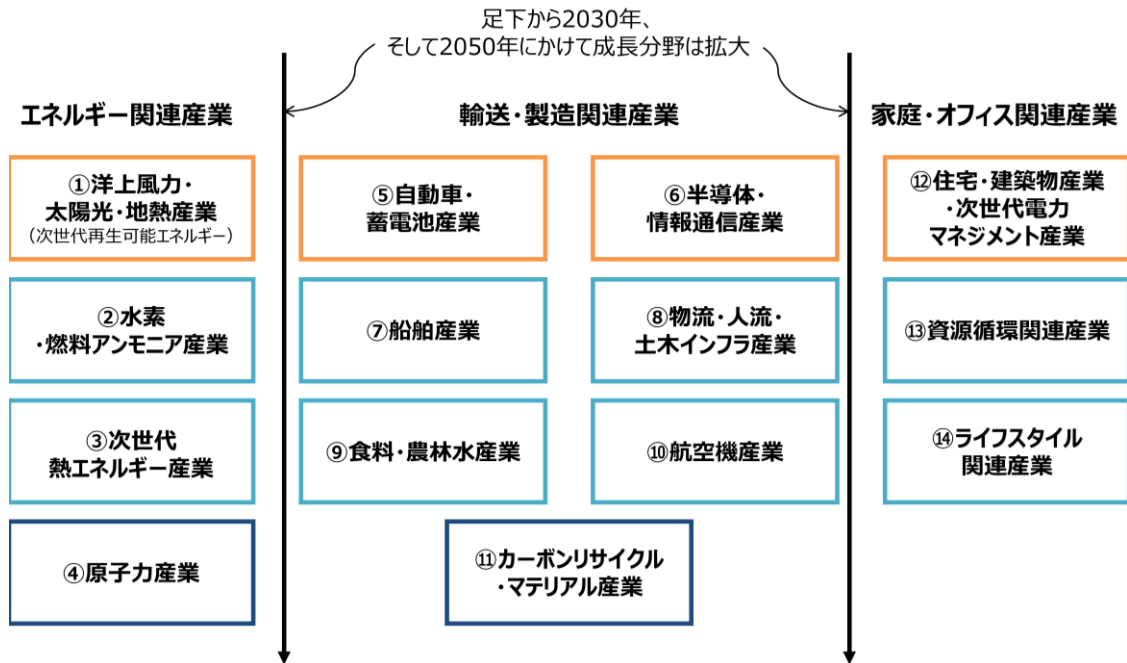 足下から2030年、
そして2050年にかけて成長分野は拡大
エネルギー関連産業
輸送・製造関連産業
家庭・オフィス関連産業
①洋上風力・
太陽光・地熱産業
(次世代再生可能エネルギー)
⑤自動車・
蓄電池産業
⑥半導体・
情報通信産業
⑫住宅・建築物産業
・次世代電力
マネジメント産業
②水素
・燃料アンモニア産業
⑦船舶産業
⑧物流・人流・
土木インフラ産業
⑬資源循環関連産業
③次世代
熱エネルギー産業
⑨食料・農林水産業
⑩航空機産業
⑭ライフスタイル
関連産業
④原子力産業
⑪カーボンリサイクル
・マテリアル産業